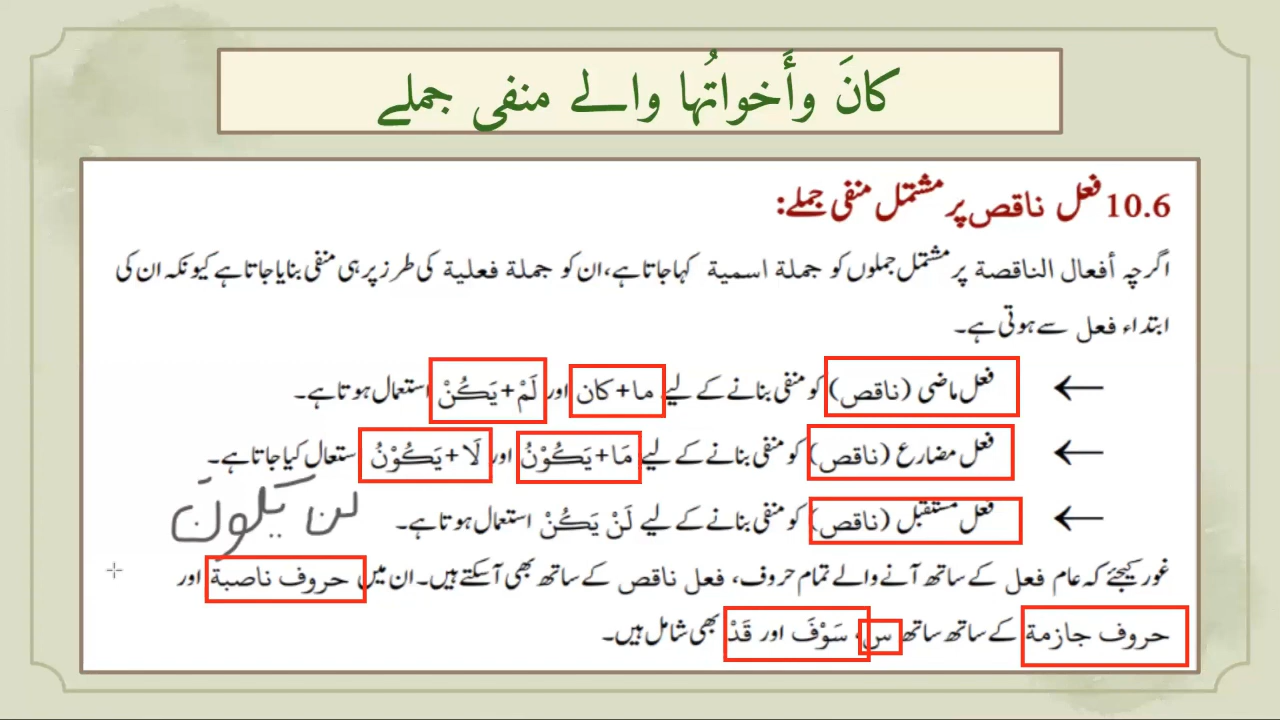 كانَ وأَخواتُها والے منفی جملے
10.6 فعل ناقص پر مشتمل منفی جملے:
اگرچہ أفعال الناقصة پر مشتمل جملوں کو جملة اسمية کہا جاتا ہے، ان کو جملة فعلية کی طرز پر ہی منفی بنایا جاتا ہے کیونکہ ان کی
ابتداء فعل سے ہوتی ہے۔
← فعل ماضی (ناقص) کو منفی بنانے کے لیے ما+كان اور لَمْ+يَكُنْ استعمال ہوتا ہے۔
← فعل مضارع (ناقص) کو منفی بنانے کے لیے مَا+يَكُوْنُ اور لَا+يَكُوْنُ ستعال کیا جاتا ہے۔
← فعل مستقبل (ناقص) کو منفی بنانے کے لیے لَنْ يَكُنْ استعمال ہوتا ہے۔ لن يَكونَ
غور کیجئے کہ عام فعل کے ساتھ آنے والے تمام حروف، فعل ناقص کے ساتھ بھی آسکتے ہیں۔ ان میں حروف ناصبة اور
حروف جازمة کے ساتھ ساتھ س، سَوْفَ اور قَدْ بھی شامل ہیں۔